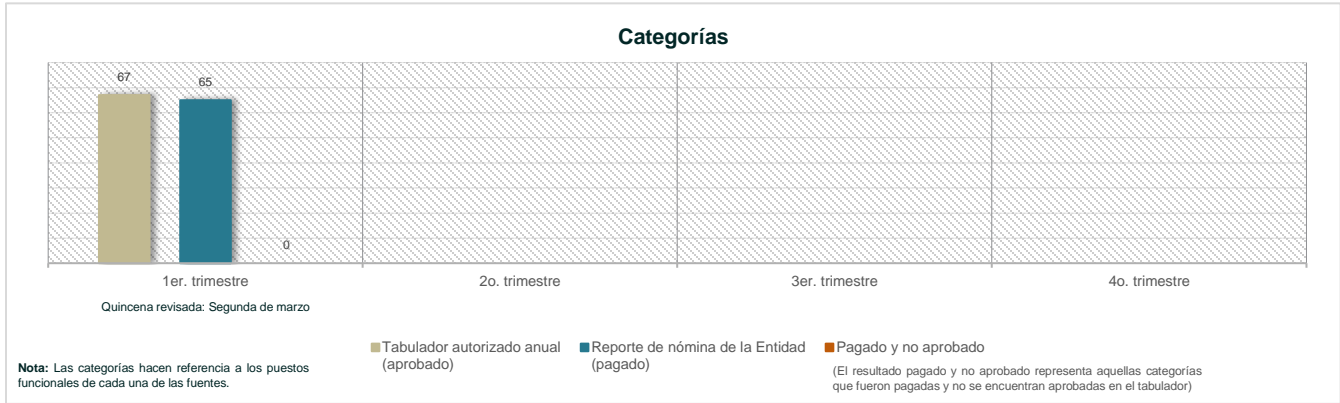 Categorías
67
65
0
1er. trimestre
2o. trimestre
3er. trimestre
4o. trimestre
Quincena revisada: Segunda de marzo
Tabulador autorizado anual
(aprobado)
Reporte de nómina de la Entidad
(pagado)
Pagado y no aprobado
(El resultado pagado y no aprobado representa aquellas categorías
que fueron pagadas y no se encuentran aprobadas en el tabulador)
Nota: Las categorías hacen referencia a los puestos
funcionales de cada una de las fuentes.